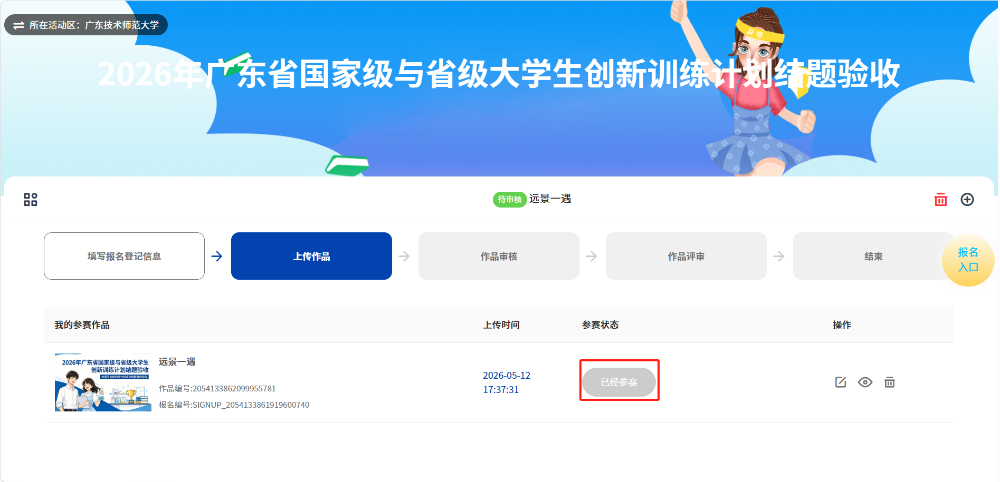 所在活动区：广东技术师范大学
2026年广东省国家级与省级大学生创新训练计划结题验收
待审核 远景一遇
填写报名登记信息
上传作品
作品审核
作品评审
结束
报名
入口
我的参赛作品 上传时间 参赛状态 操作
2026年广东省国家级与省级大学生
创新训练计划结题验收
远景一遇
作品编号:2054133862099955781
报名编号:SIGNUP_2054133861919600740
2026-05-12
17:37:31
已经参赛